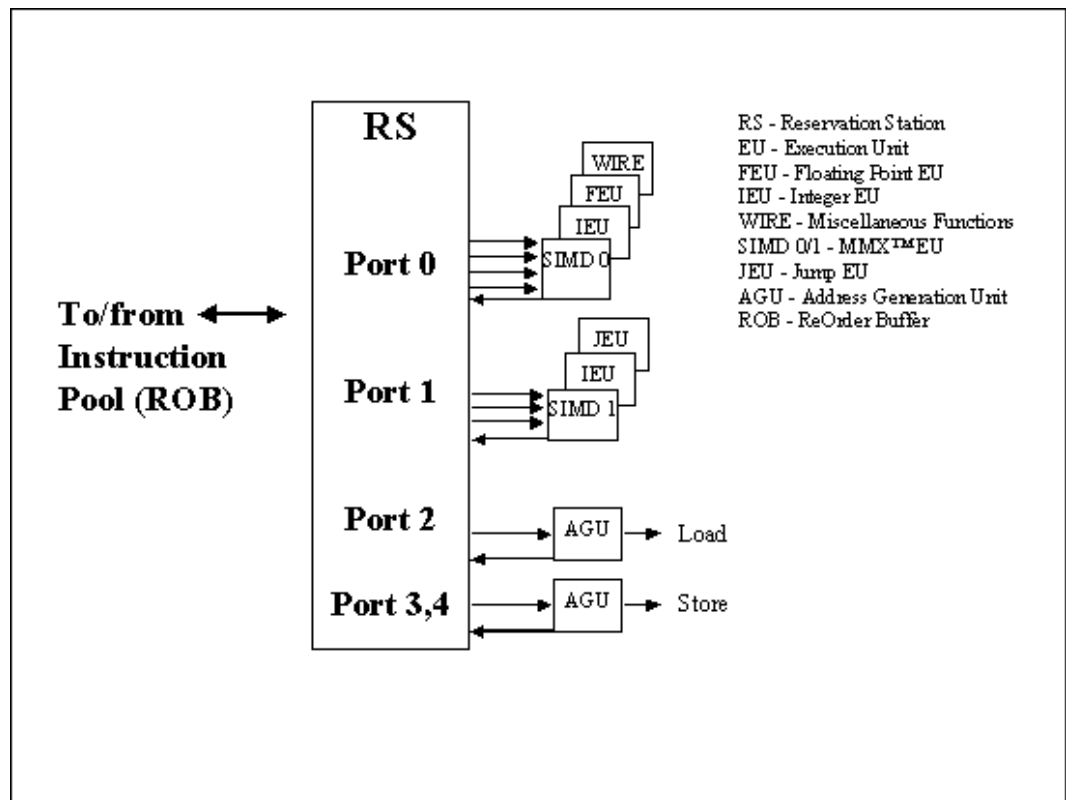 RS
Port 0
Port 1
Port 2
Port 3,4
To/from
Instruction
Pool (ROB)
WIRE
FEU
IEU
SIMD 0
JEU
IEU
SIMD 1
AGU
Load
AGU
Store
RS - Reservation Station
EU - Execution Unit
FEU - Floating Point EU
IEU - Integer EU
WIRE - Miscellaneous Functions
SIMD 0/1 - MMX™ EU
JEU - Jump EU
AGU - Address Generation Unit
ROB - ReOrder Buffer